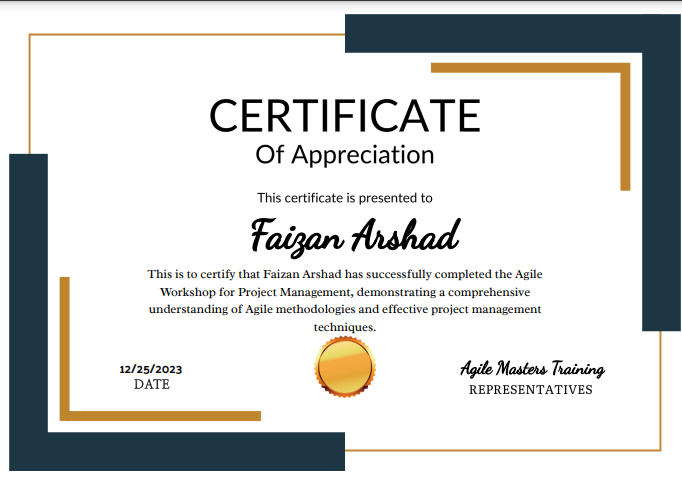 CERTIFICATE
Of Appreciation
This certificate is presented to
Faizan Arshad
This is to certify that Faizan Arshad has successfully completed the Agile
Workshop for Project Management, demonstrating a comprehensive
understanding of Agile methodologies and effective project management
techniques.
12/25/2023
DATE
Agile Masters Training
REPRESENTATIVES